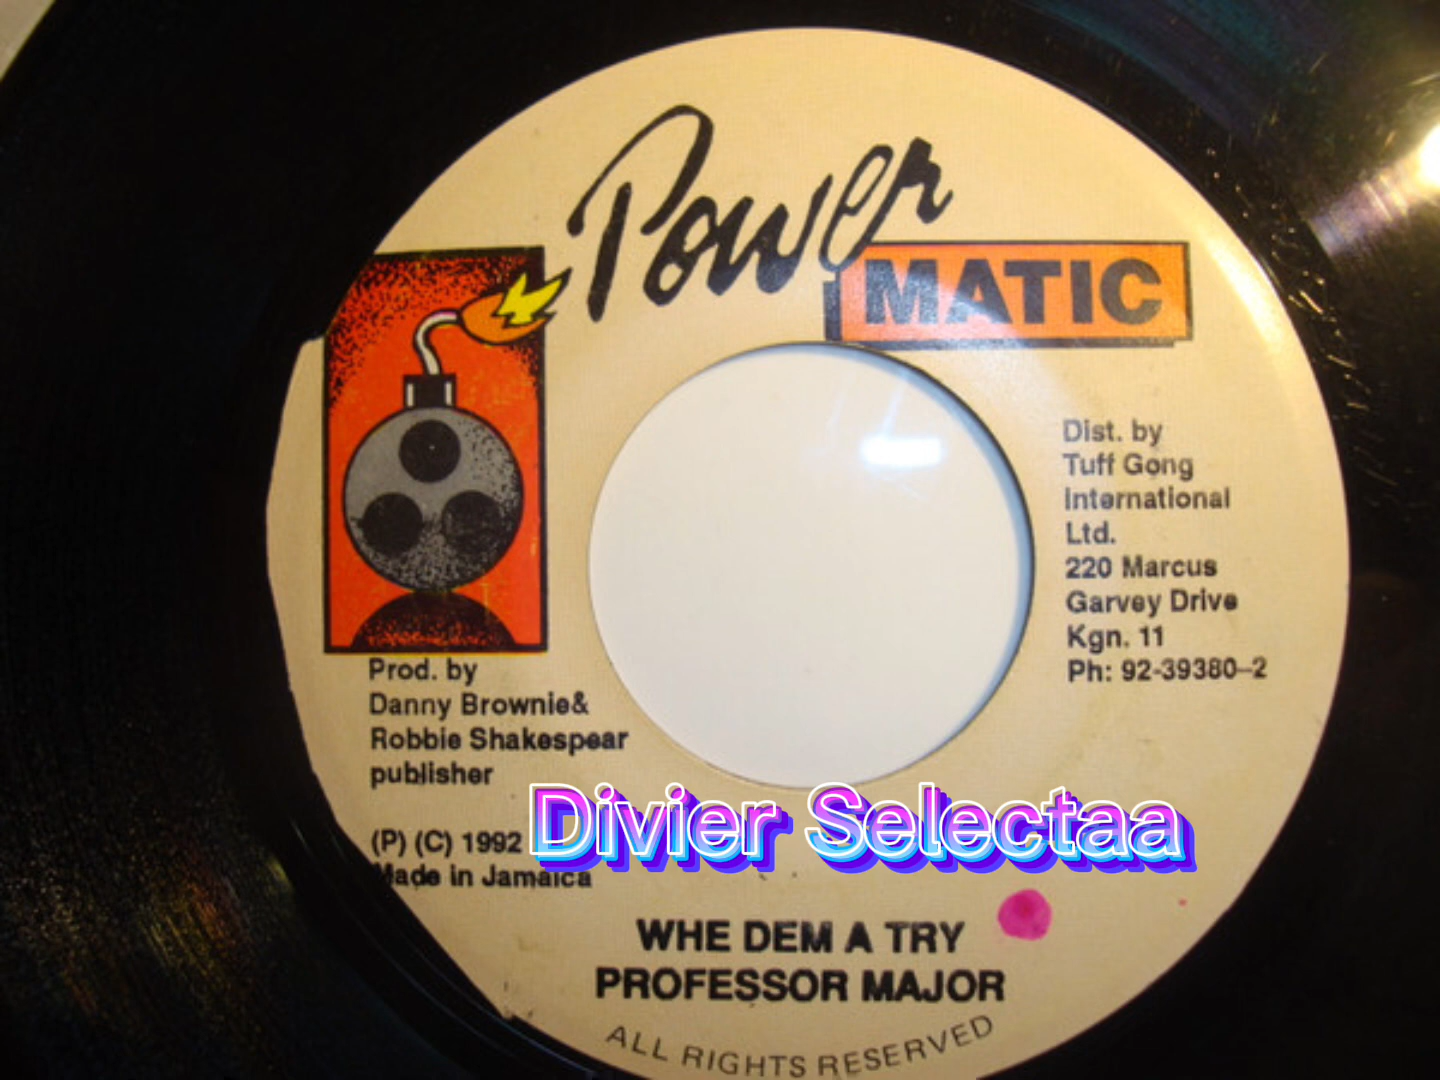 Power
MATIC
Dist. by
Tuff Gong
International
Ltd.
220 Marcus
Garvey Drive
Kgn. 11
Ph: 92-39380-2
Prod. by
Danny Brownie&
Robbie Shakespear
publisher
(P) (C) 1992
Made in Jamaica
Divier Selectaa
WHE DEM A TRY
PROFESSOR MAJOR
ALL RIGHTS RESERVED